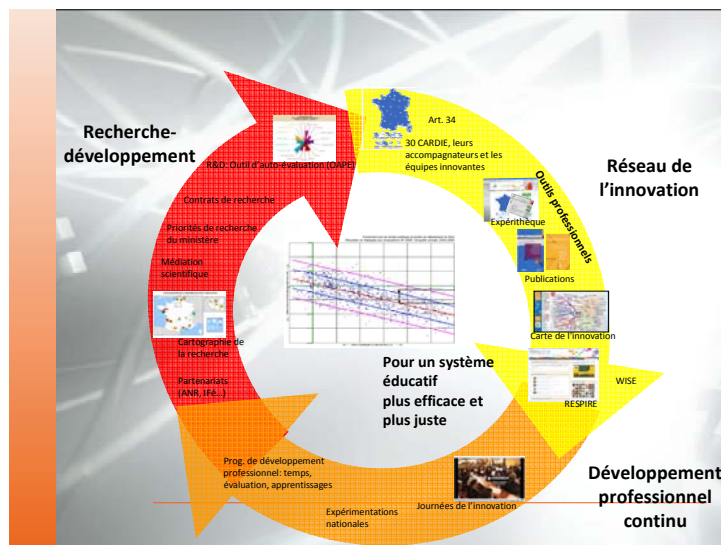 Recherche-
développement
R&D: Outil d'auto-évaluation (OAPE)
Contrats de recherche
Priorités de recherche
du ministère
Médiation
scientifique
Cartographie de
la recherche
Partenariats
(ANR, IFé…)
Art. 34
30 CARDIE, leurs
accompagnateurs et les
équipes innovantes
Réseau de
l'innovation
Outils professionnels
Expérithèque
Publications
Carte de l'innovation
WISE
RESPIRE
Pour un système
éducatif
plus efficace et
plus juste
Développement
professionnel
continu
Prog. de développement
professionnel: temps,
évaluation, apprentissages
Expérimentations
nationales
Journées de l'innovation